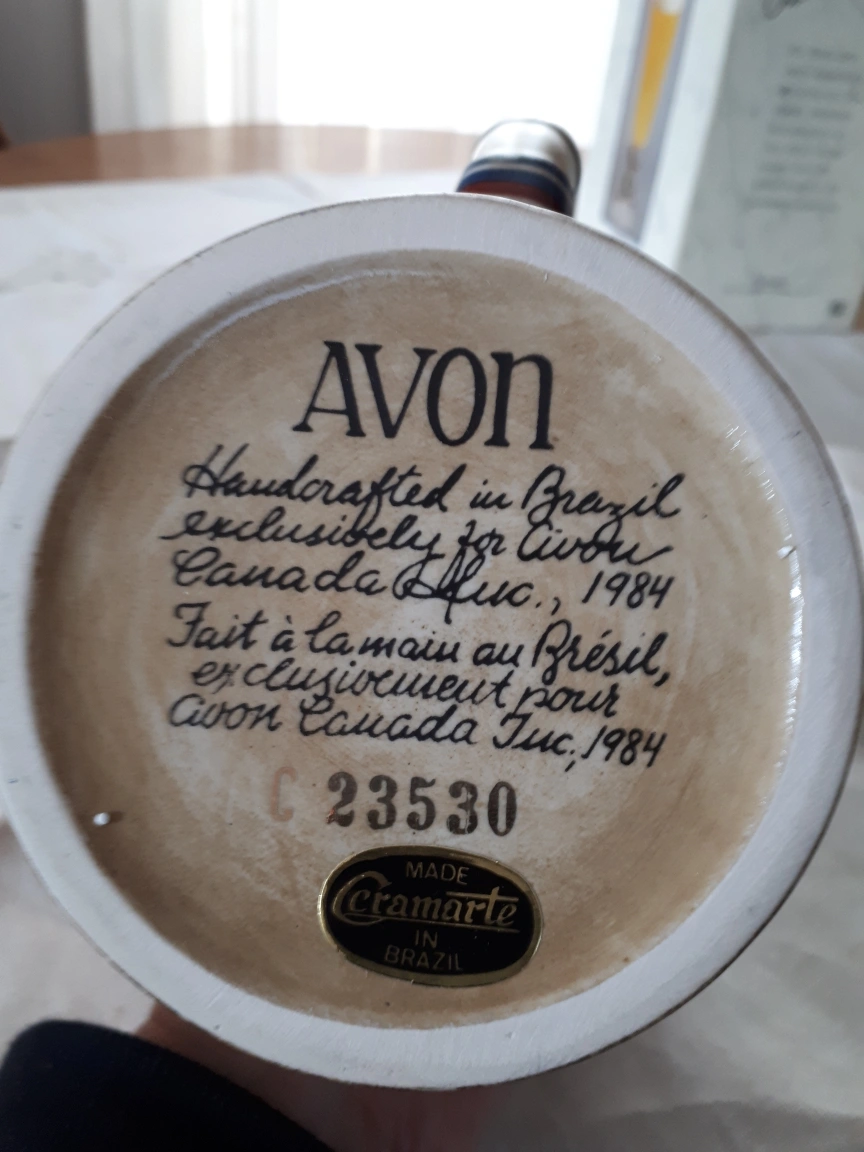 AVON
Handcrafted in Brazil
exclusively for Avon
Canada Inc., 1984
Fait à la main au Brésil,
exclusivement pour
Avon Canada Inc., 1984
C 23530
MADE
Ceramarte
IN
BRAZIL